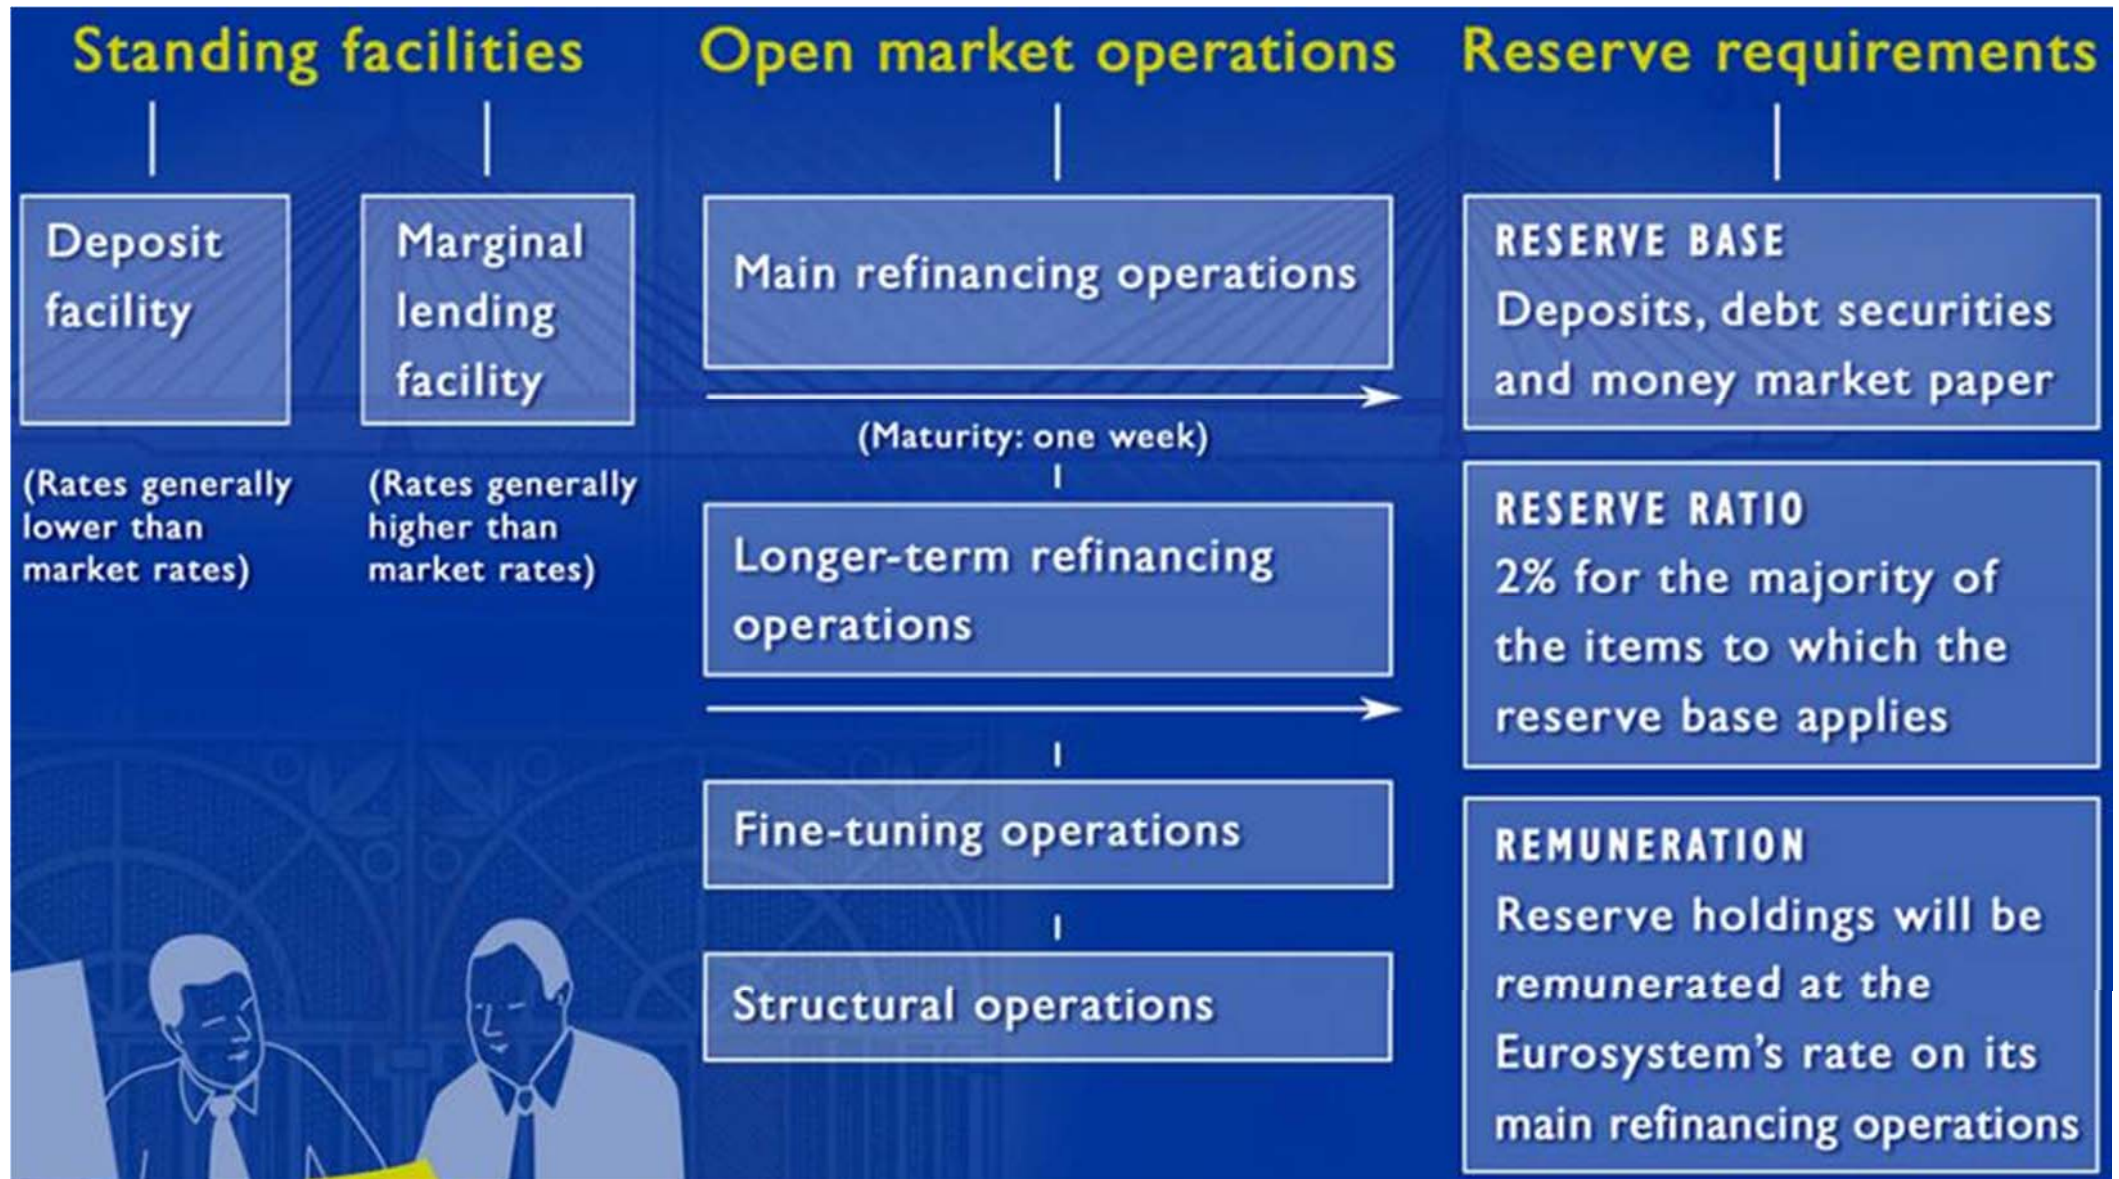 Standing facilities
Deposit
facility
(Rates generally
lower than
market rates)
Marginal
lending
facility
(Rates generally
higher than
market rates)
Open market operations
Main refinancing operations
(Maturity: one week)
Longer-term refinancing
operations
Fine-tuning operations
Structural operations
Reserve requirements
RESERVE BASE
Deposits, debt securities
and money market paper
RESERVE RATIO
2% for the majority of
the items to which the
reserve base applies
REMUNERATION
Reserve holdings will be
remunerated at the
Eurosystem's rate on its
main refinancing operations